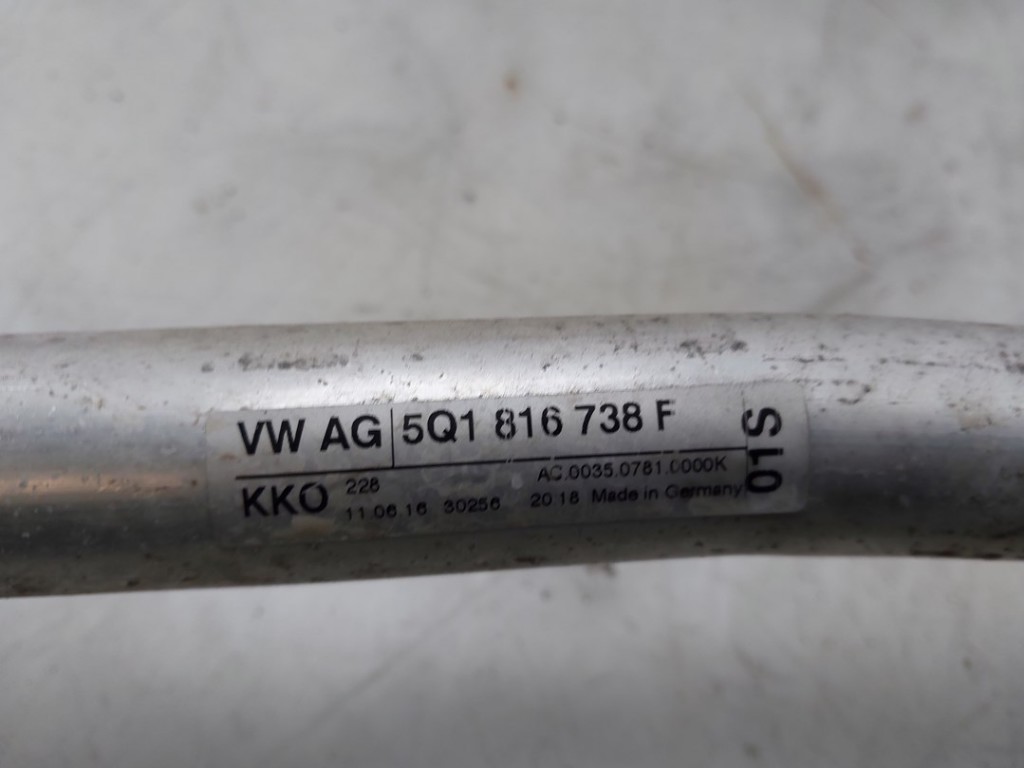 VW AG 5Q1 816 738 F
01S
AC.0035.0781.0000K
KKO 228
11.06.16 30256 20:18 Made in Germany